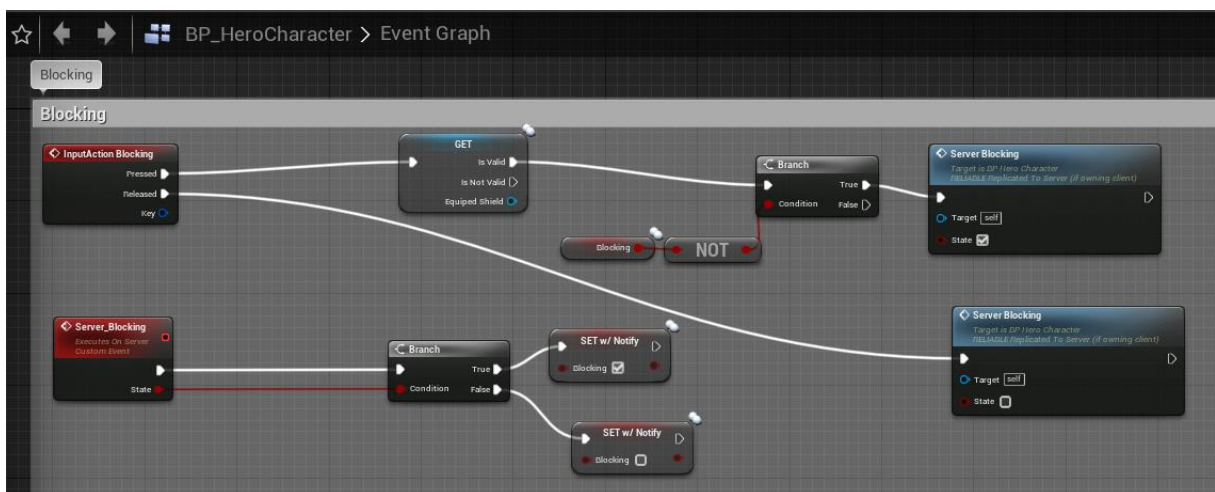 BP_HeroCharacter > Event Graph
Blocking
Blocking
InputAction Blocking
Pressed
Released
Key
GET
Is Valid
Is Not Valid
Equiped Shield
Branch
True
Condition
False
Server Blocking
Target is BP Hero Character
RELIABLE Replicated To Server (if owning client)
Target self
State
Blocking
NOT
Server_Blocking
Executes On Server
Custom Event
State
Branch
True
Condition
False
SET w/ Notify
Blocking
SET w/ Notify
Blocking
Server Blocking
Target is BP Hero Character
RELIABLE Replicated To Server (if owning client)
Target self
State